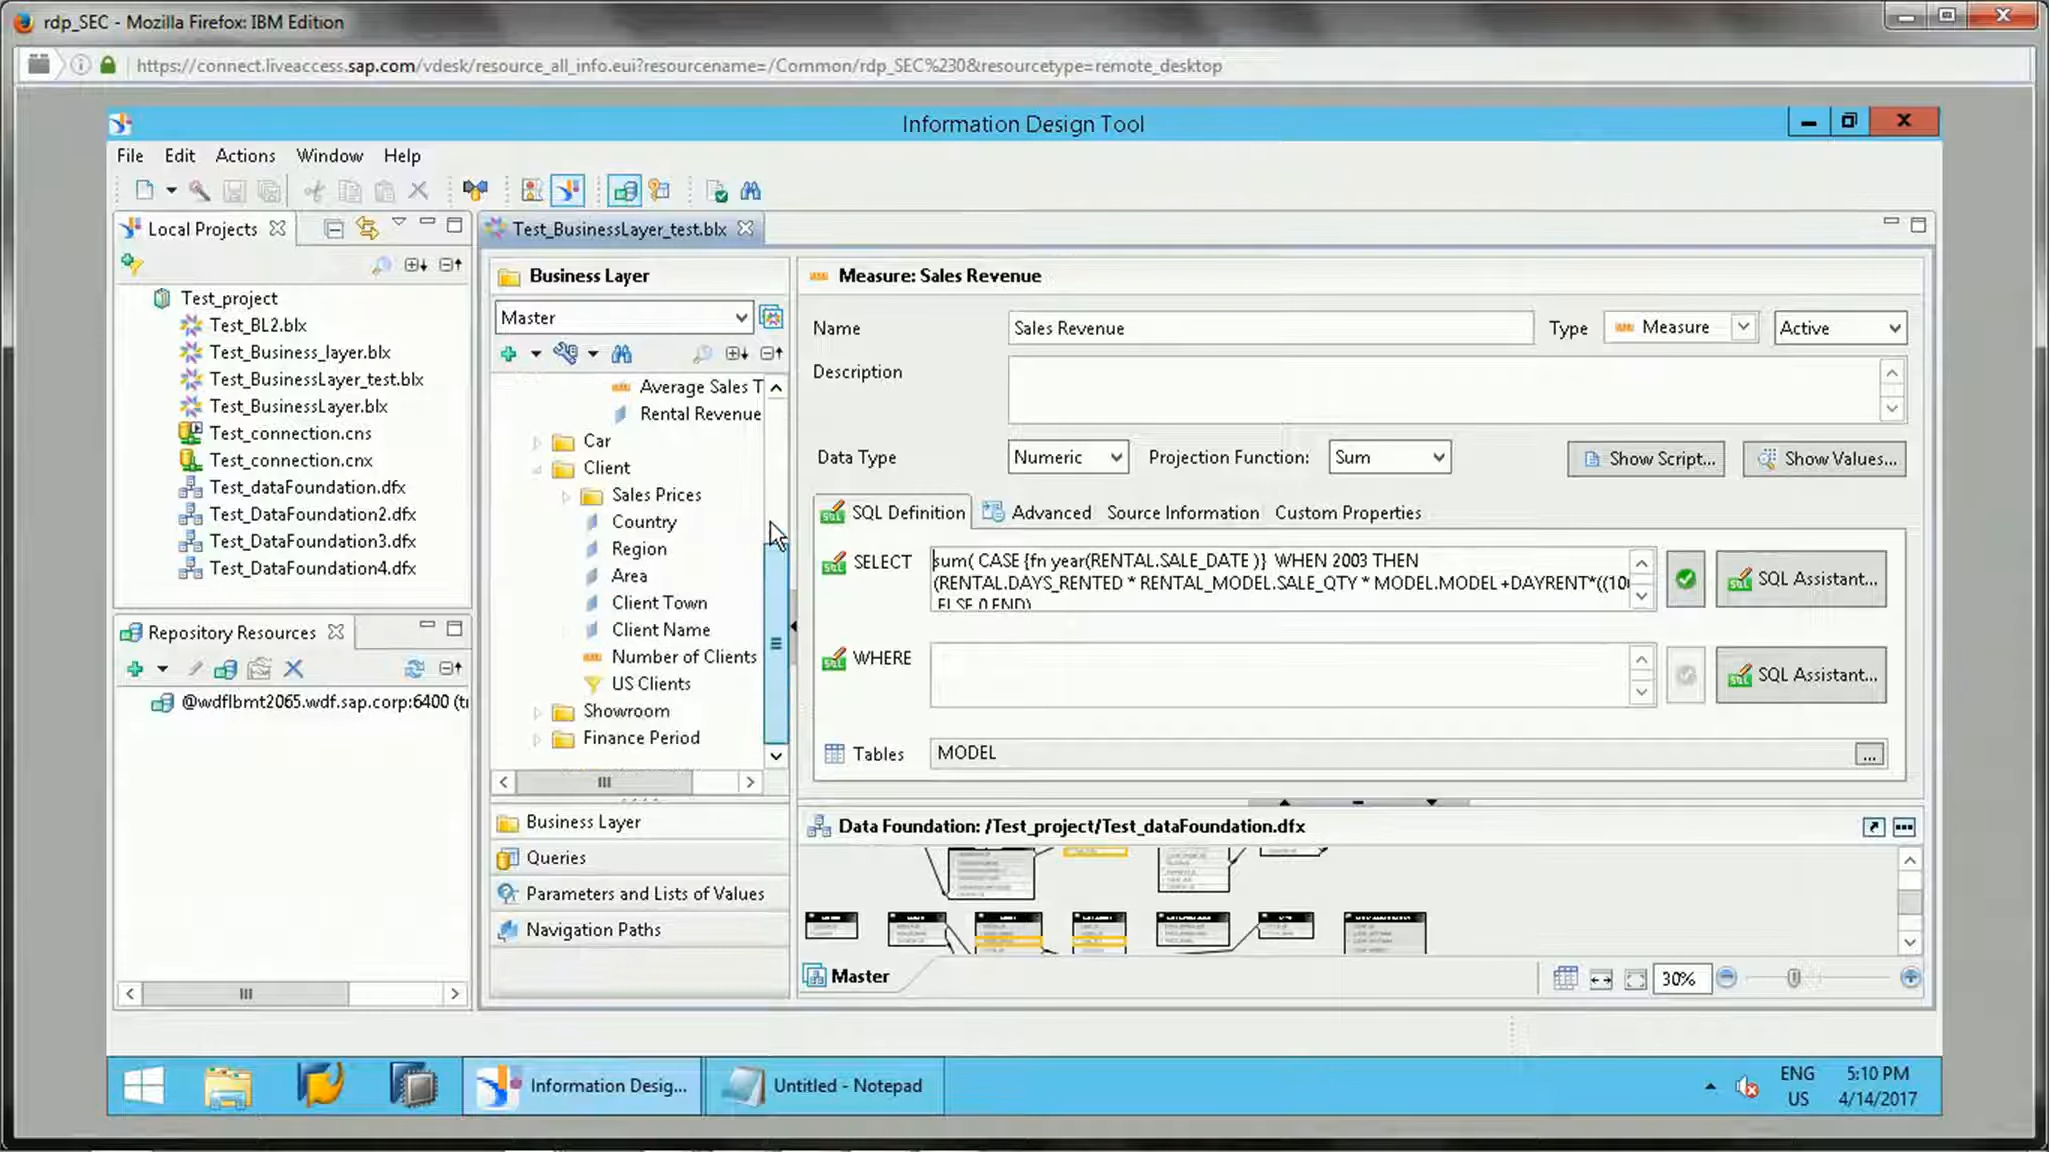 rdp_SEC - Mozilla Firefox: IBM Edition
https://connect.liveaccess.sap.com/vdesk/resource_all_info.eui?resourcename=/Common/rdp_SEC%230&resourcetype=remote_desktop
Information Design Tool
File Edit Actions Window Help
Local Projects
Test_project
Test_BL2.blx
Test_Business_layer.blx
Test_BusinessLayer_test.blx
Test_BusinessLayer.blx
Test_connection.cns
Test_connection.cnx
Test_dataFoundation.dfx
Test_DataFoundation2.dfx
Test_DataFoundation3.dfx
Test_DataFoundation4.dfx
Repository Resources
@wdflbmt2065.wdf.sap.corp:6400 (tr
Test_BusinessLayer_test.blx
Business Layer
Master
Average Sales T
Rental Revenue
Car
Client
Sales Prices
Country
Region
Area
Client Town
Client Name
Number of Clients
US Clients
Showroom
Finance Period
Business Layer
Queries
Parameters and Lists of Values
Navigation Paths
Measure: Sales Revenue
Name Sales Revenue Type Measure Active
Description
Data Type Numeric Projection Function: Sum Show Script... Show Values...
SQL Definition Advanced Source Information Custom Properties
SELECT sum( CASE {fn year(RENTAL.SALE_DATE )} WHEN 2003 THEN
(RENTAL.DAYS_RENTED * RENTAL_MODEL.SALE_QTY * MODEL.MODEL +DAYRENT*((10
ELSE 0 END)
SQL Assistant...
WHERE SQL Assistant...
Tables MODEL ...
Data Foundation: /Test_project/Test_dataFoundation.dfx
Master 30%
Information Desig... Untitled - Notepad
ENG 5:10 PM
US 4/14/2017